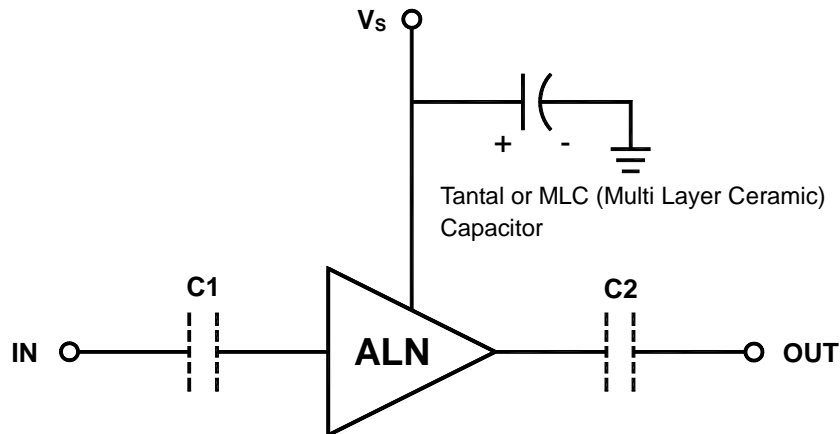 Vs
+ -
Tantal or MLC (Multi Layer Ceramic)
Capacitor
C1
C2
IN
ALN
OUT